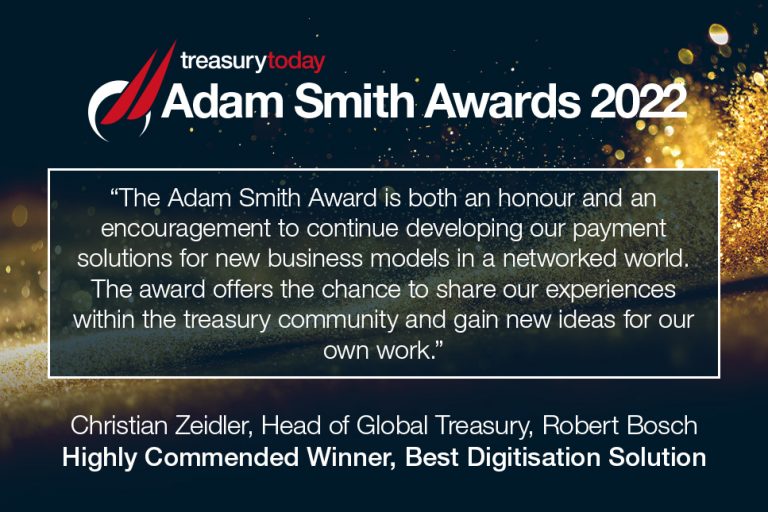 treasurytoday
Adam Smith Awards 2022
“The Adam Smith Award is both an honour and an
encouragement to continue developing our payment
solutions for new business models in a networked world.
The award offers the chance to share our experiences
within the treasury community and gain new ideas for our
own work.”
Christian Zeidler, Head of Global Treasury, Robert Bosch
Highly Commended Winner, Best Digitisation Solution